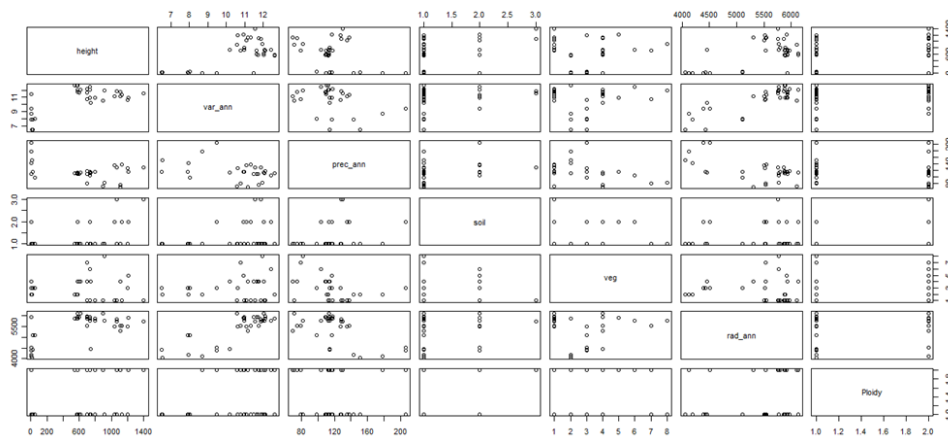 7 8 9 10 11 12
1.0 1.5 2.0 2.5 3.0
4000 4500 5500 6000
height
7 9 11
var_ann
prec_ann
1.0 2.0 3.0
soil
veg
4000 5500
rad_ann
Ploidy
0 200 600 1000 1400
80 120 160 200
1 2 3 4 5 6 7 8
1.0 1.2 1.4 1.6 1.8 2.0